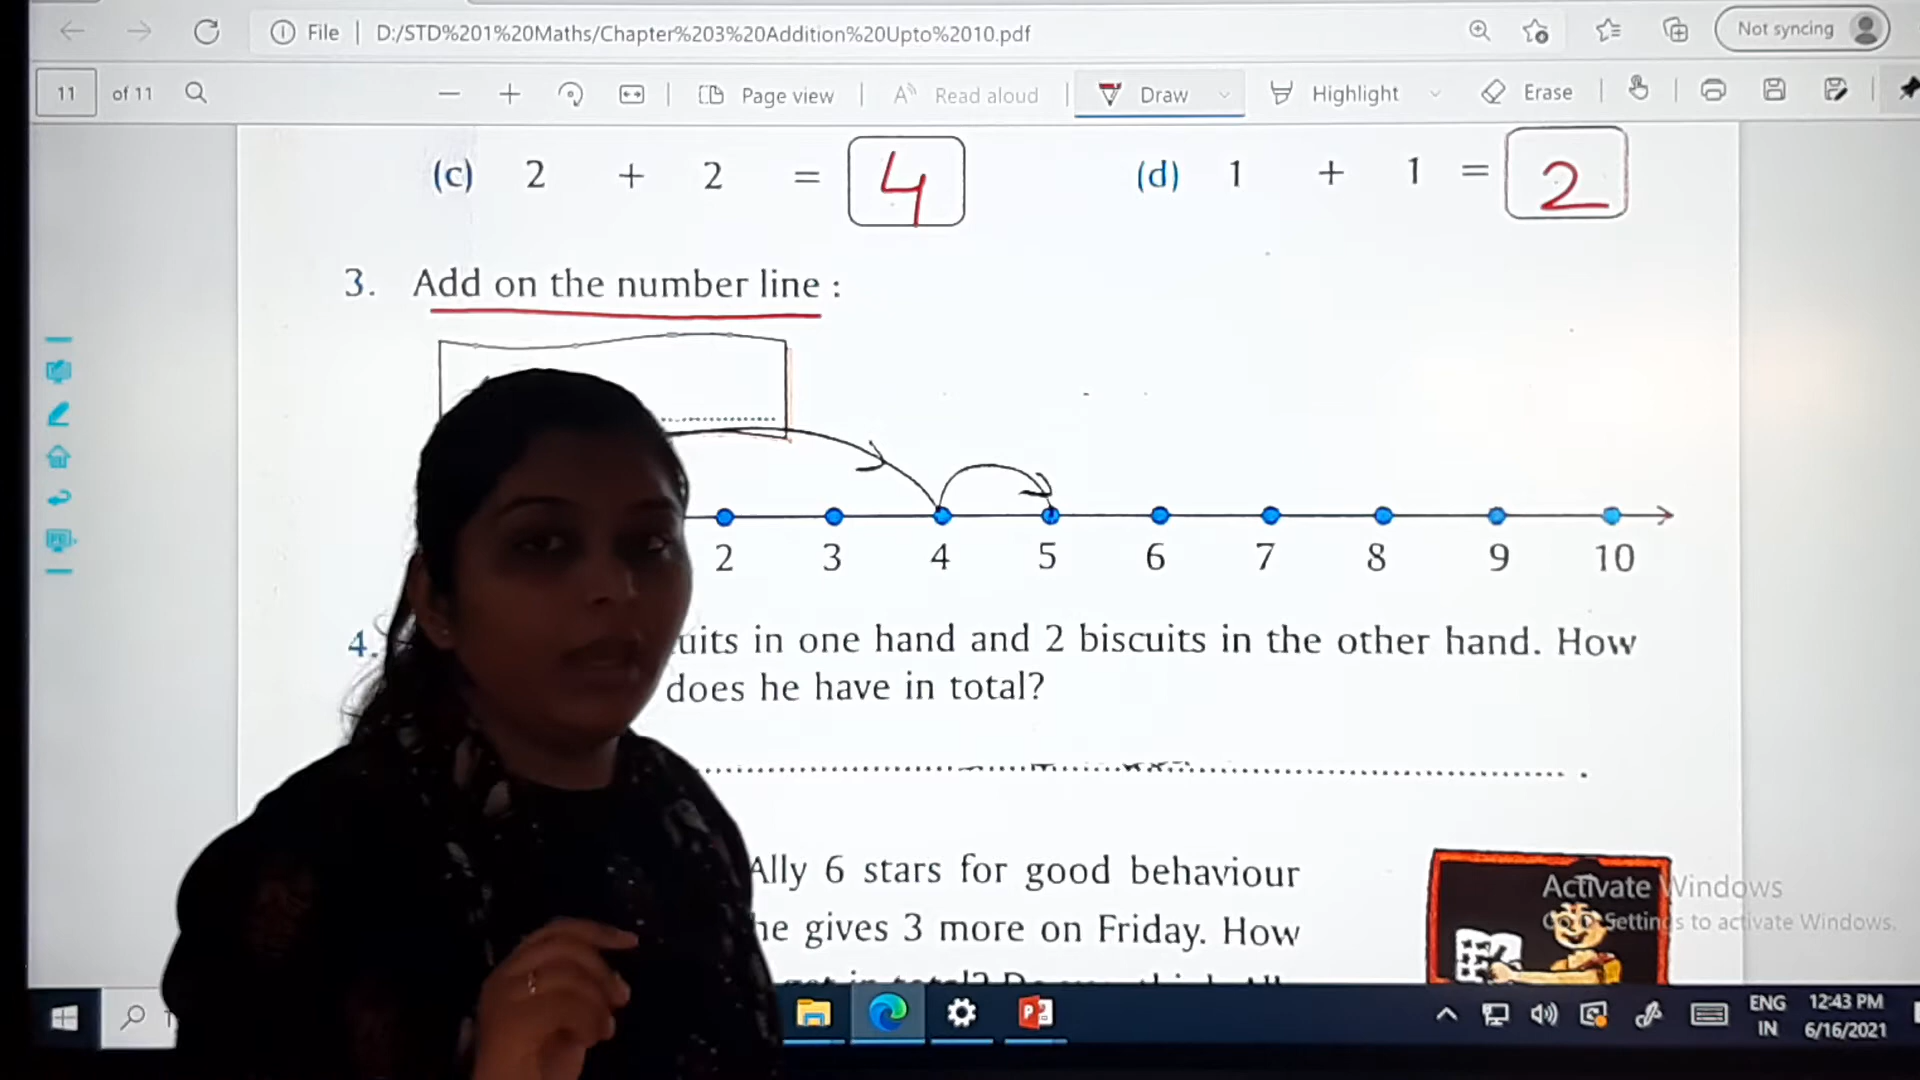 File | D:/STD%201%20Maths/Chapter%203%20Addition%20Upto%2010.pdf
Not syncing
11 of 11
Page view
Read aloud
Draw
Highlight
Erase
(c) 2 + 2 = 4
(d) 1 + 1 = 2
3. Add on the number line :
2 3 4 5 6 7 8 9 10
4.
uits in one hand and 2 biscuits in the other hand. How
does he have in total?
Ally 6 stars for good behaviour
he gives 3 more on Friday. How
Activate Windows
Go to Settings to activate Windows.
ENG
IN
12:43 PM
6/16/2021